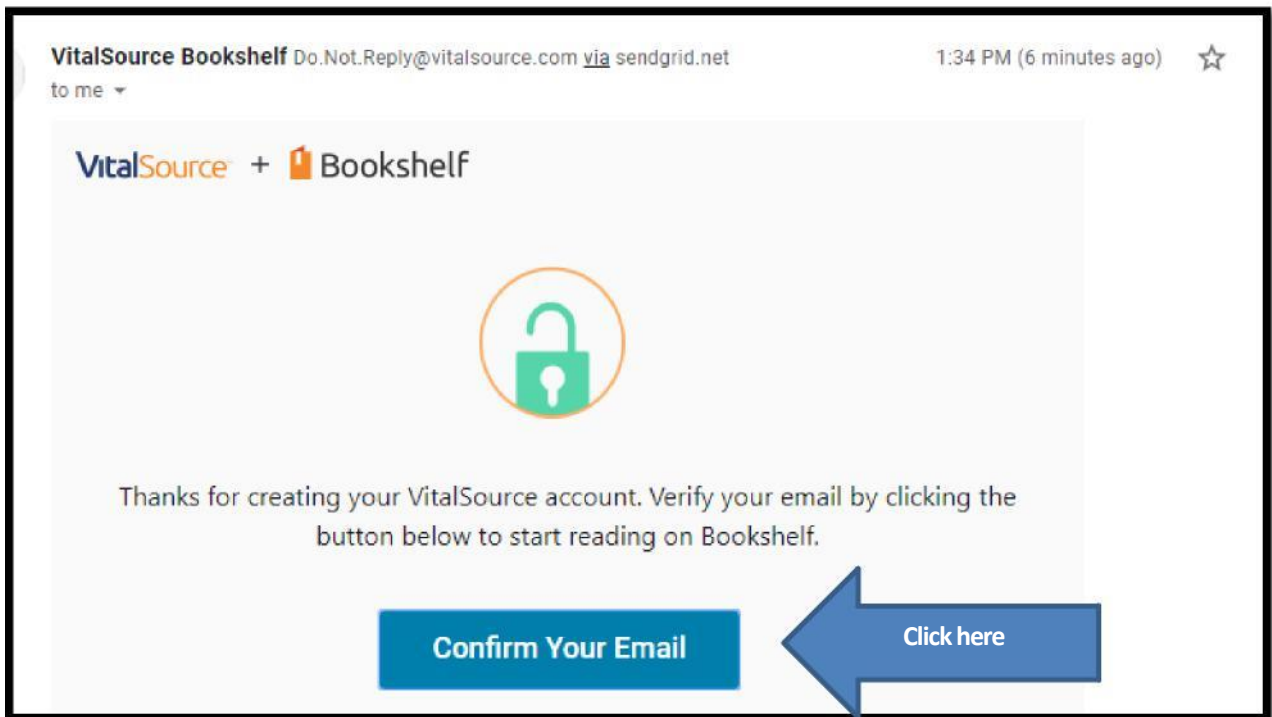 VitalSource Bookshelf Do.Not.Reply@vitalsource.com via sendgrid.net 1:34 PM (6 minutes ago)
to me
VitalSource + Bookshelf
Thanks for creating your VitalSource account. Verify your email by clicking the
button below to start reading on Bookshelf.
Confirm Your Email
Click here